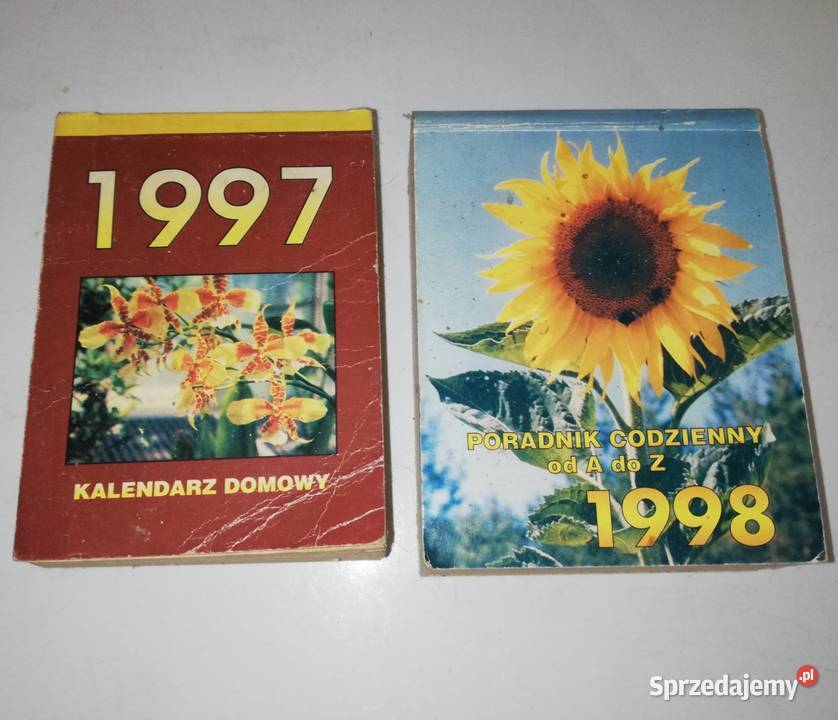 1997
KALENDARZ DOMOWY
PORADNIK CODZIENNY
od A do Z
1998
Sprzedajemy.pl